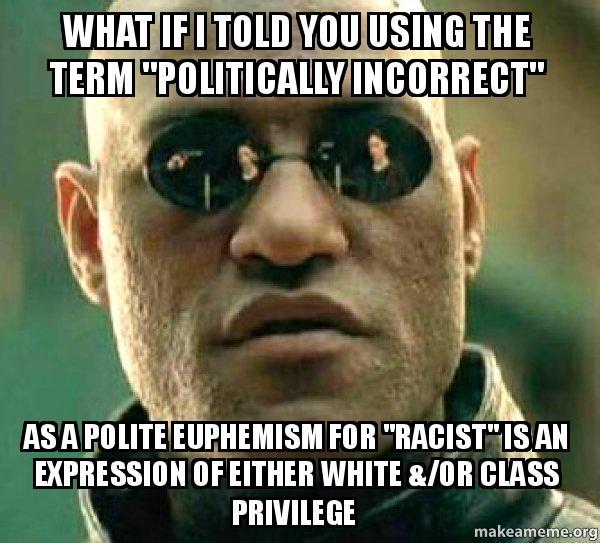 WHAT IF I TOLD YOU USING THE
TERM "POLITICALLY INCORRECT"
AS A POLITE EUPHEMISM FOR "RACIST" IS AN
EXPRESSION OF EITHER WHITE &/OR CLASS
PRIVILEGE
makeameme.org